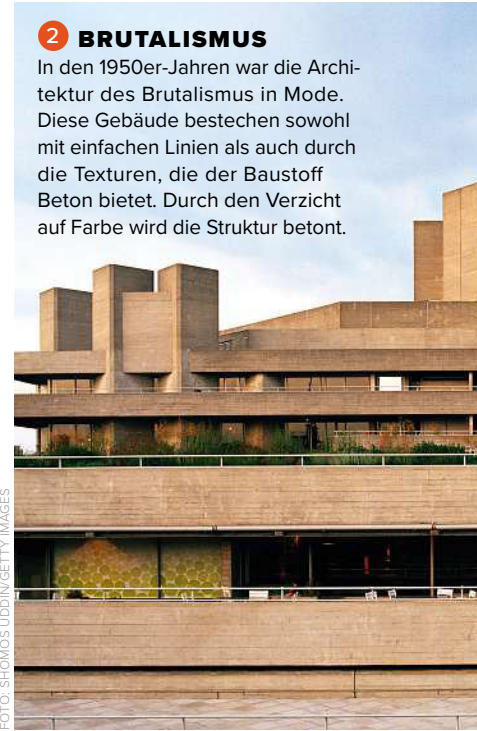 2 BRUTALISMUS
In den 1950er-Jahren war die Archi-
tektur des Brutalismus in Mode.
Diese Gebäude bestechen sowohl
mit einfachen Linien als auch durch
die Texturen, die der Baustoff
Beton bietet. Durch den Verzicht
auf Farbe wird die Struktur betont.
FOTO: SHOMOS UDDIN/GETTY IMAGES